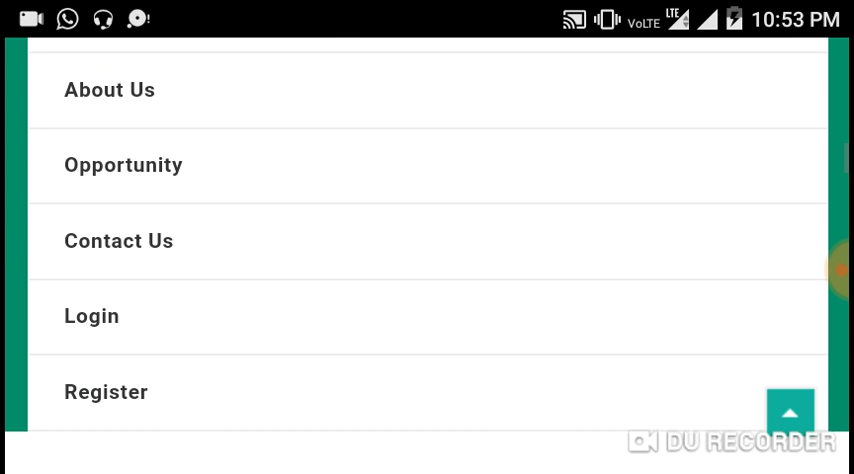 VoLTE LTE 10:53 PM
About Us
Opportunity
Contact Us
Login
Register
DU RECORDER